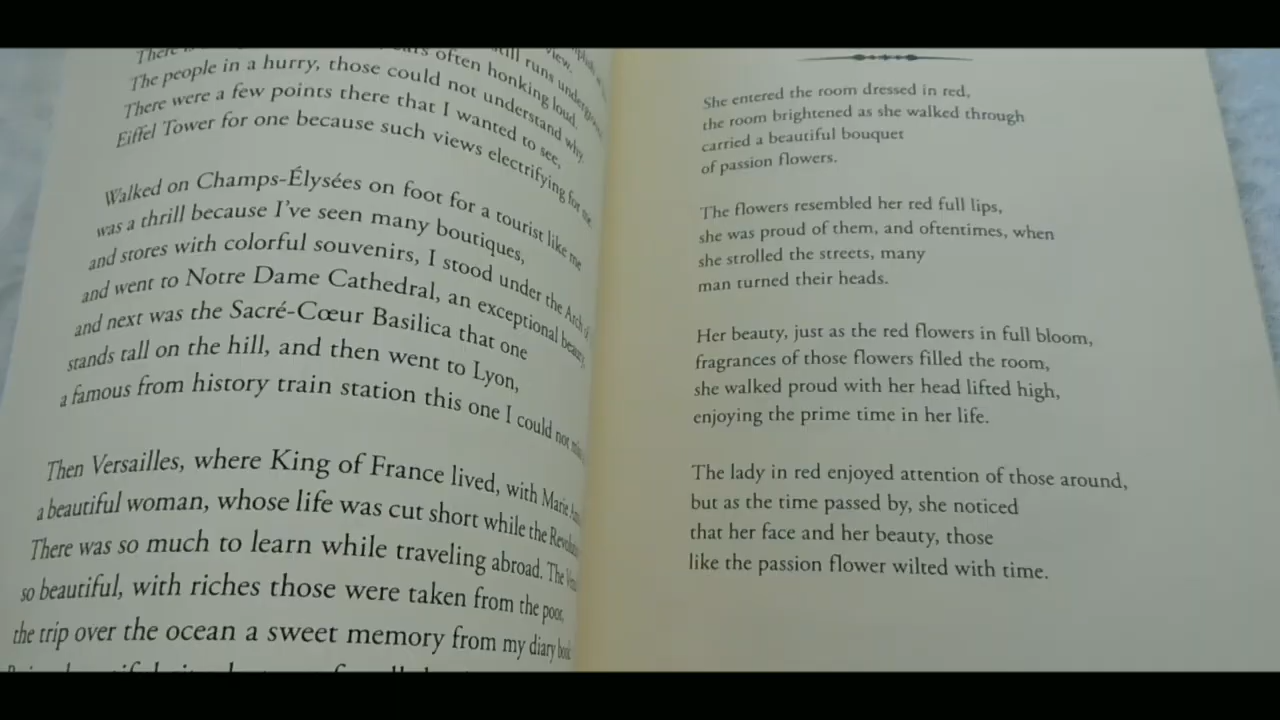 There
often honking loud.
The people in a hurry, those could not understand why.
There were a few points there that I wanted to see,
Eiffel Tower for one because such views electrifying for me
Walked on Champs-Élysées on foot for a tourist like me
was a thrill because I've seen many boutiques,
and stores with colorful souvenirs, I stood under the Arch of
and went to Notre Dame Cathedral, an exceptional beauty,
and next was the Sacré-Cœur Basilica that one
stands tall on the hill, and then went to Lyon,
a famous from history train station this one I could not
Then Versailles, where King of France lived, with Marie
a beautiful woman, whose life was cut short while the
There was so much to learn while traveling abroad. The
so beautiful, with riches those were taken from the poor,
the trip over the ocean a sweet memory from my diary book
She entered the room dressed in red,
the room brightened as she walked through
carried a beautiful bouquet
of passion flowers.
The flowers resembled her red full lips,
she was proud of them, and oftentimes, when
she strolled the streets, many
man turned their heads.
Her beauty, just as the red flowers in full bloom,
fragrances of those flowers filled the room,
she walked proud with her head lifted high,
enjoying the prime time in her life.
The lady in red enjoyed attention of those around,
but as the time passed by, she noticed
that her face and her beauty, those
like the passion flower wilted with time.